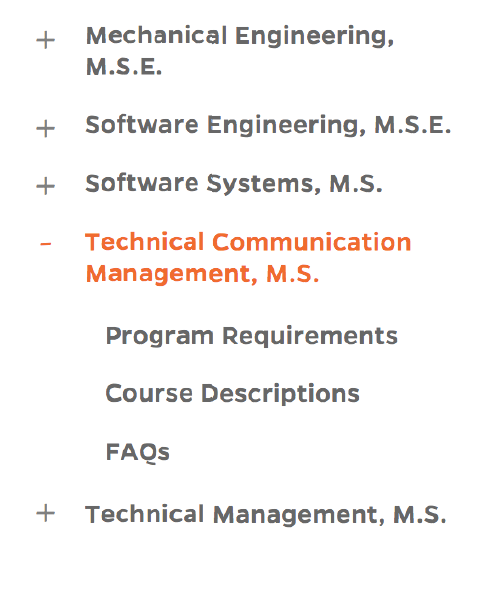 + Mechanical Engineering,
M.S.E.
+ Software Engineering, M.S.E.
+ Software Systems, M.S.
- Technical Communication
Management, M.S.
Program Requirements
Course Descriptions
FAQs
+ Technical Management, M.S.